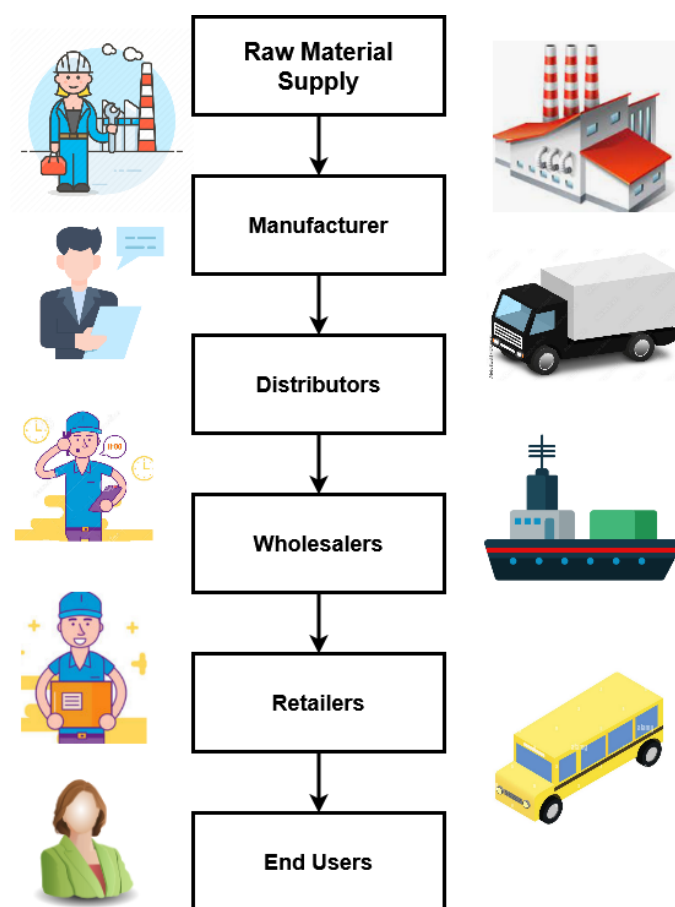 Raw Material
Supply
Manufacturer
Distributors
Wholesalers
Retailers
End Users